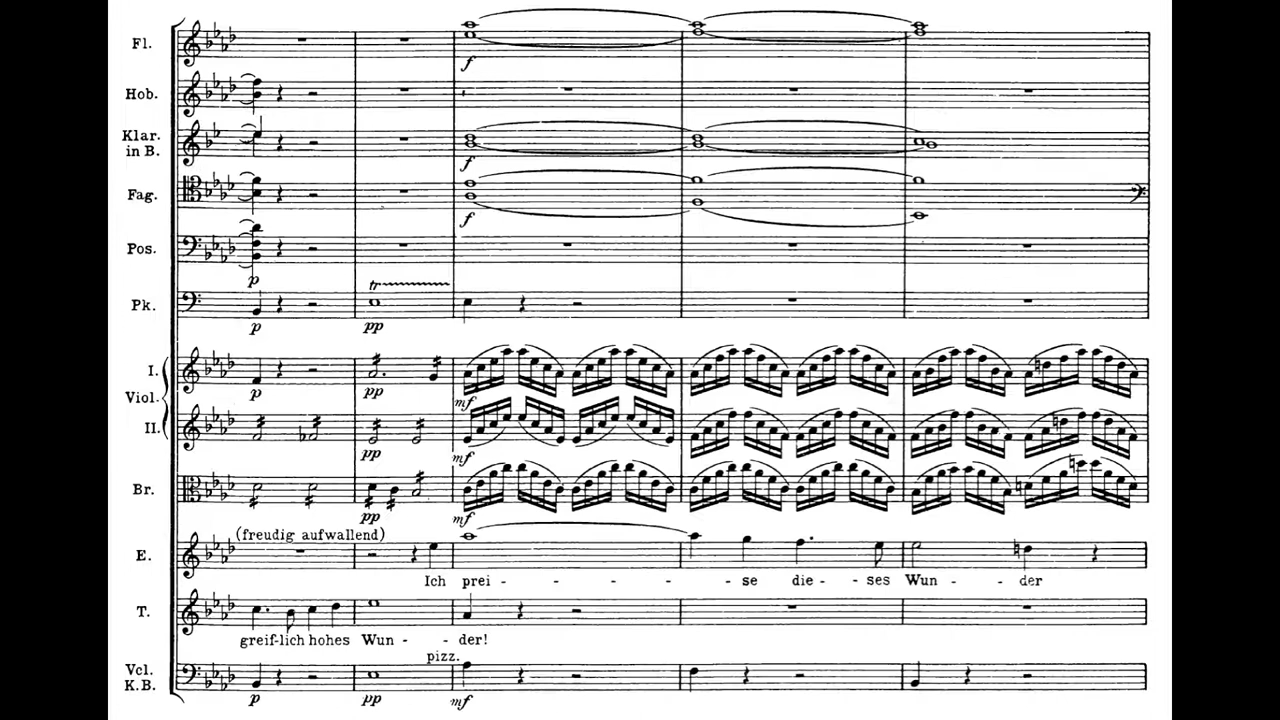 Fl.
f
Hob.
Klar.
in B.
f
Fag.
f
Pos.
p
tr
Pk.
p pp
I.
p pp mf
Viol.
II.
pp mf
Br.
pp mf
(freudig aufwallend)
E.
Ich prei - - - - - - se die - - ses Wun - - der
T.
greif-lich hohes Wun - - der!
pizz.
Vcl.
K.B.
p pp mf